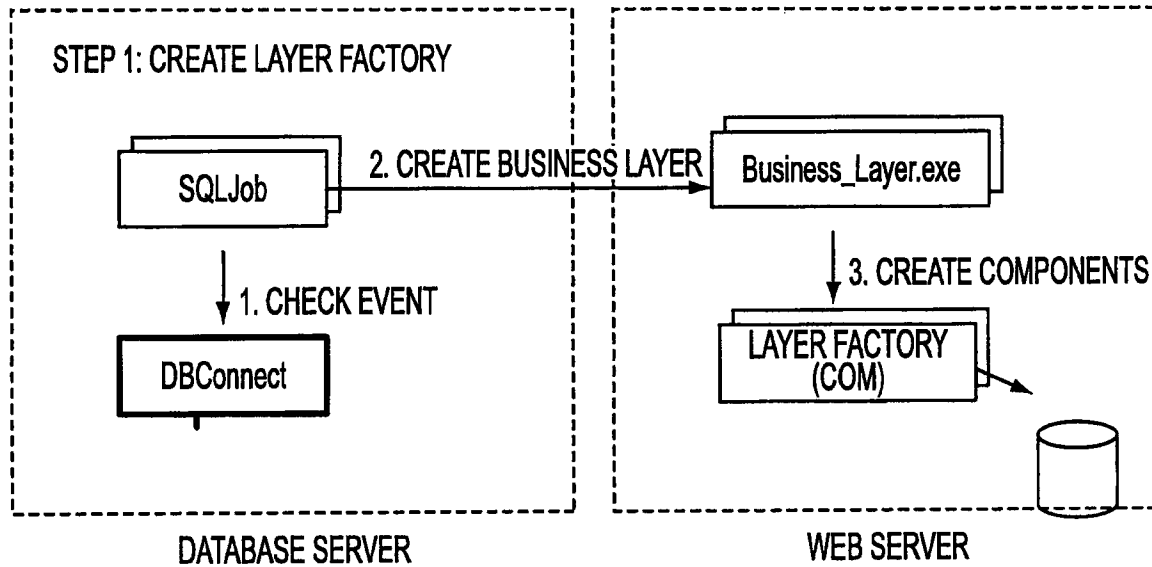 STEP 1: CREATE LAYER FACTORY
SQLJob
2. CREATE BUSINESS LAYER
Business_Layer.exe
1. CHECK EVENT
3. CREATE COMPONENTS
DBConnect
LAYER FACTORY
(COM)
DATABASE SERVER
WEB SERVER